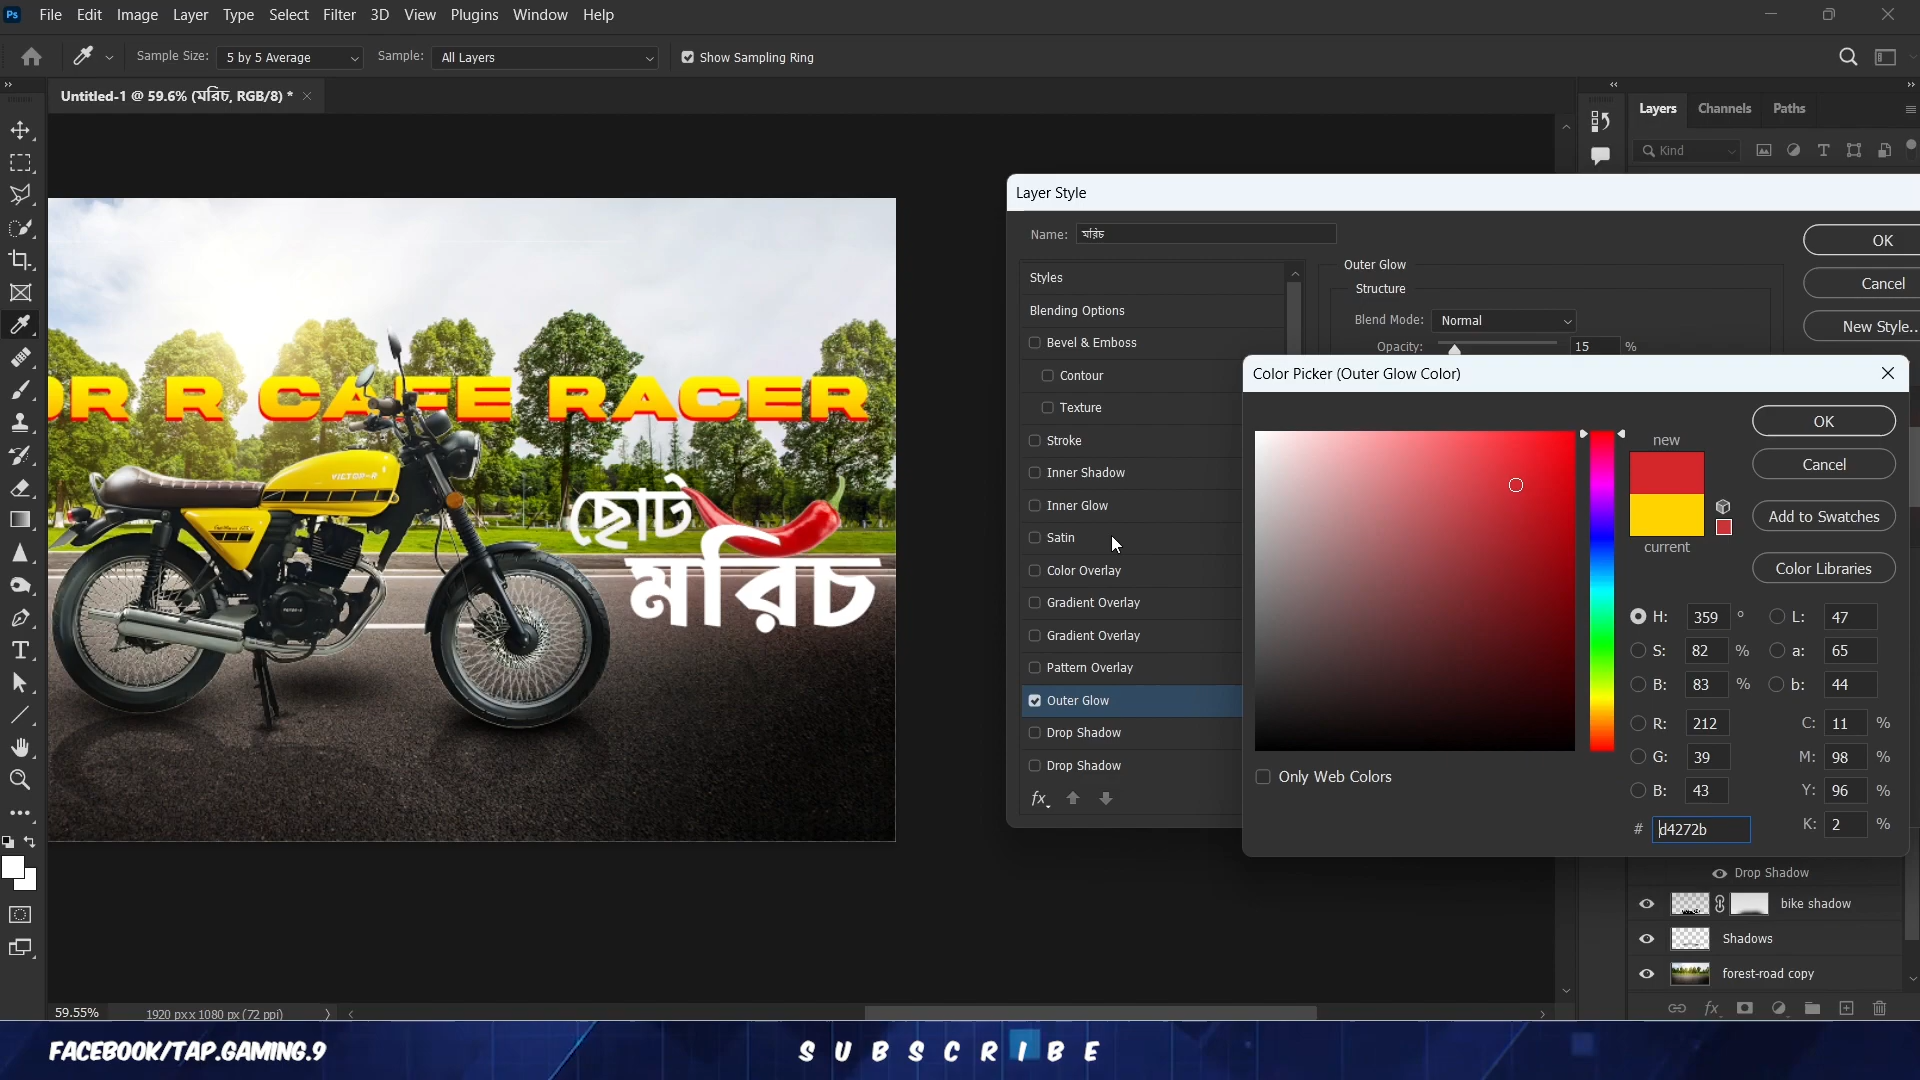 Ps File Edit Image Layer Type Select Filter 3D View Plugins Window Help
Sample Size: 5 by 5 Average Sample: All Layers Show Sampling Ring
Untitled-1 @ 59.6% (মরিচ, RGB/8) *
Layers Channels Paths
Kind
Layer Style
Name: মরিচ
Styles
Blending Options
Bevel & Emboss
Contour
Texture
Stroke
Inner Shadow
Inner Glow
Satin
Color Overlay
Gradient Overlay
Gradient Overlay
Pattern Overlay
Outer Glow
Drop Shadow
Drop Shadow
fx
Outer Glow
Structure
Blend Mode: Normal
Opacity: 15 %
OK
Cancel
New Style..
Color Picker (Outer Glow Color)
new
current
OK
Cancel
Add to Swatches
Color Libraries
H: 359 ° L: 47
S: 82 % a: 65
B: 83 % b: 44
R: 212 C: 11 %
G: 39 M: 98 %
B: 43 Y: 96 %
# d4272b K: 2 %
Only Web Colors
OR R CAFE RACER
VICTOR-R
ছোট
মরিচ
Drop Shadow
bike shadow
Shadows
forest-road copy
fx
59.55% 1920 px x 1080 px (72 ppi)
FACEBOOK/TAP.GAMING.9
SUBSCRIBE